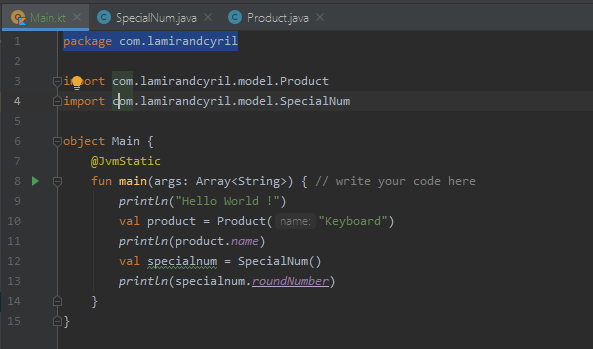 Main.kt SpecialNum.java Product.java
1 package com.lamirandcyril
2
3 import com.lamirandcyril.model.Product
4 import com.lamirandcyril.model.SpecialNum
5
6 object Main {
7 @JvmStatic
8 fun main(args: Array<String>) { // write your code here
9 println("Hello World !")
10 val product = Product( name: "Keyboard")
11 println(product.name)
12 val specialnum = SpecialNum()
13 println(specialnum.roundNumber)
14 }
15 }